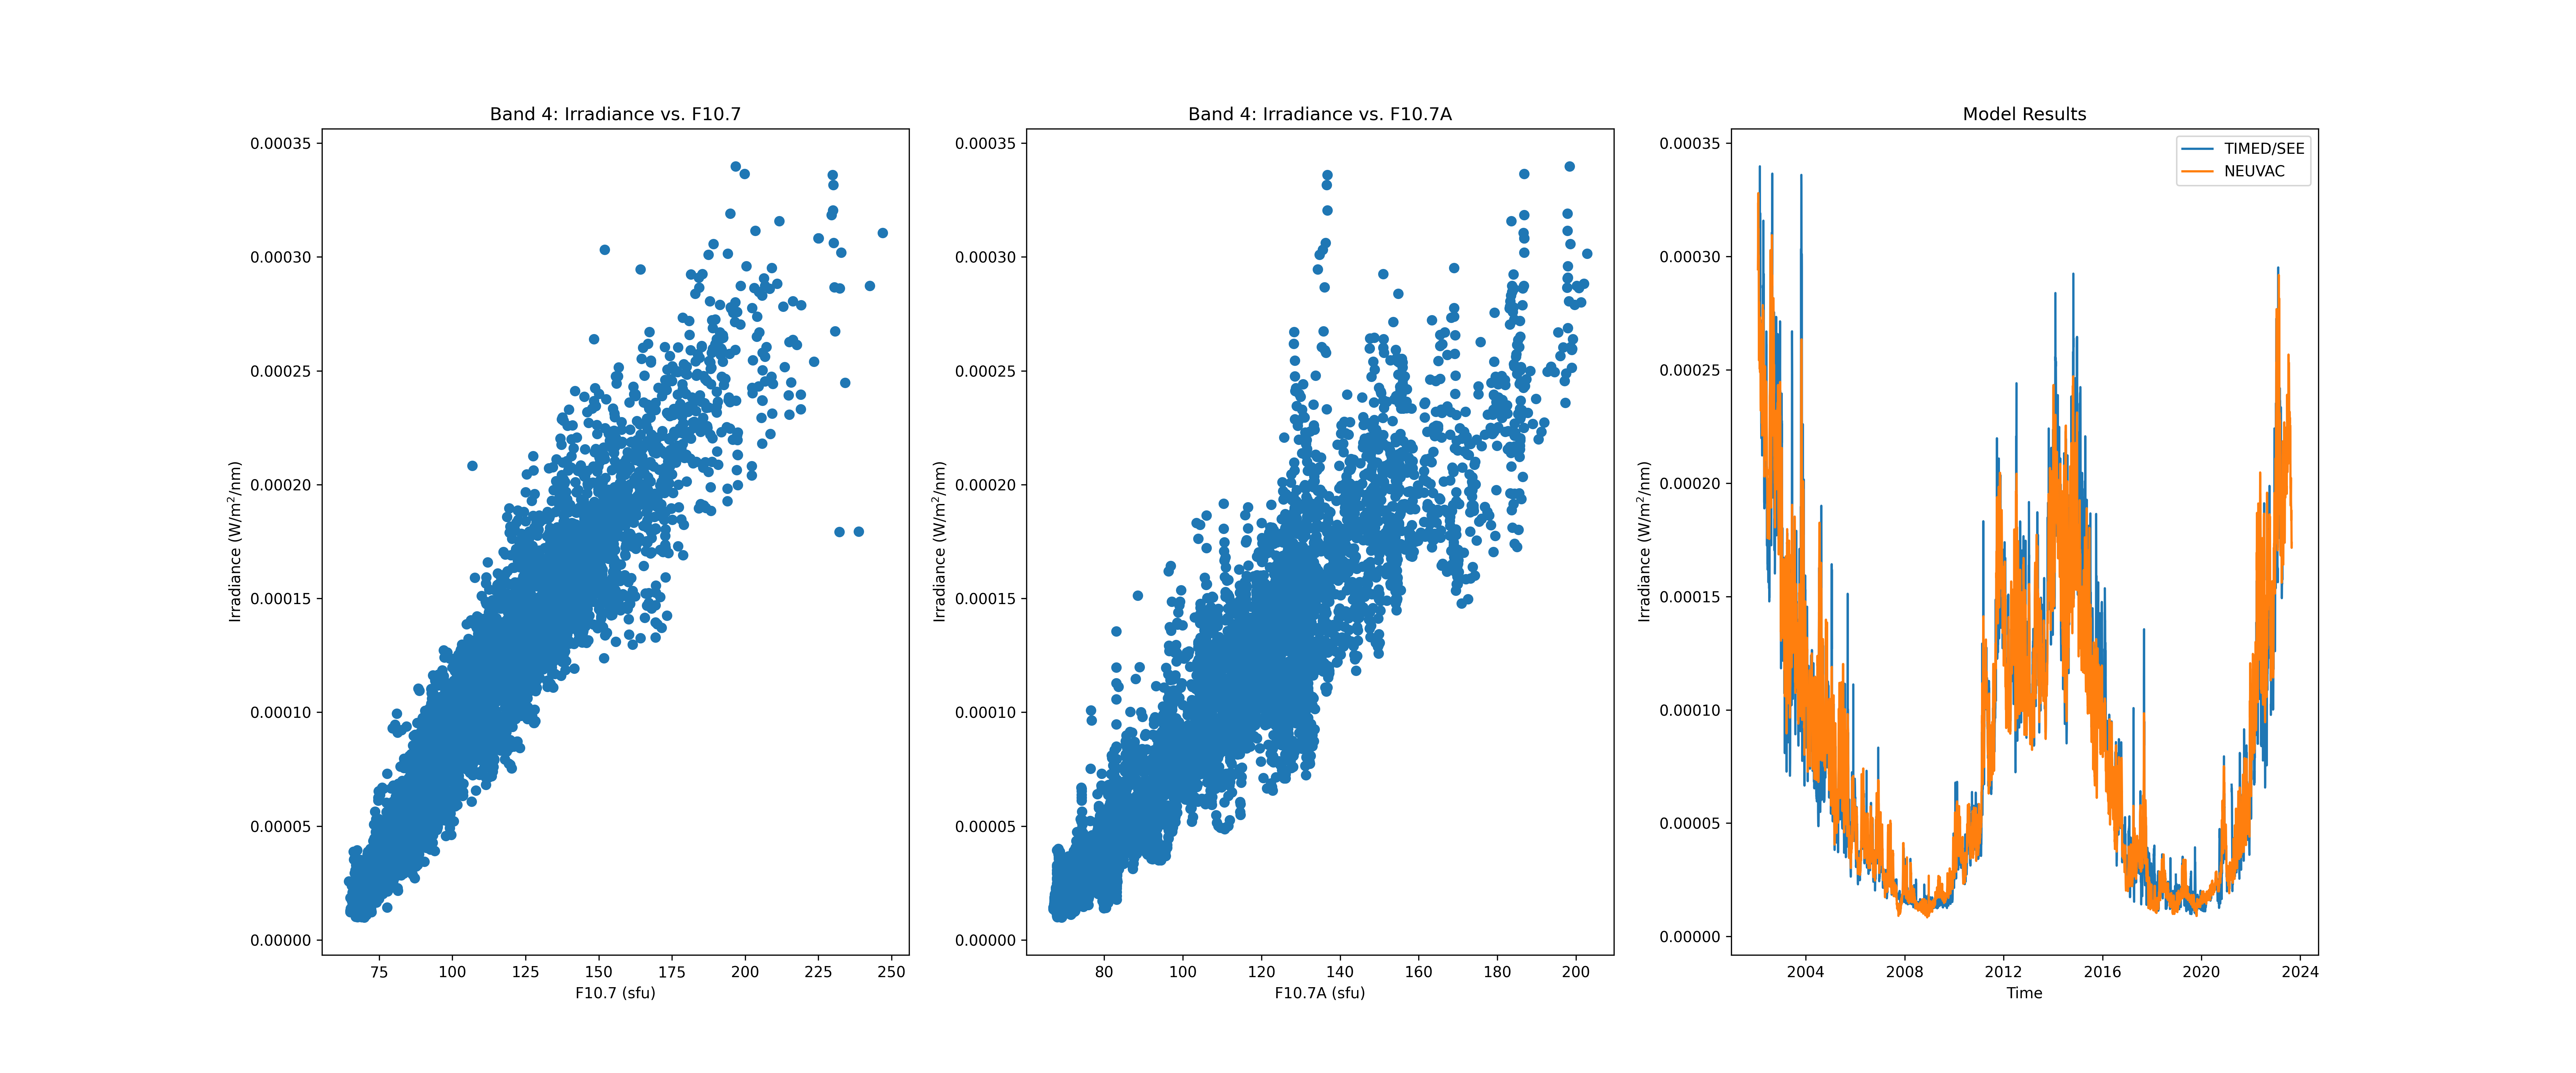 Band 4: Irradiance vs. F10.7
Irradiance (W/m²/nm)
0.00035
0.00030
0.00025
0.00020
0.00015
0.00010
0.00005
0.00000
75 100 125 150 175 200 225 250
F10.7 (sfu)
Band 4: Irradiance vs. F10.7A
Irradiance (W/m²/nm)
0.00035
0.00030
0.00025
0.00020
0.00015
0.00010
0.00005
0.00000
80 100 120 140 160 180 200
F10.7A (sfu)
Model Results
TIMED/SEE
NEUVAC
Irradiance (W/m²/nm)
0.00035
0.00030
0.00025
0.00020
0.00015
0.00010
0.00005
0.00000
2004 2008 2012 2016 2020 2024
Time